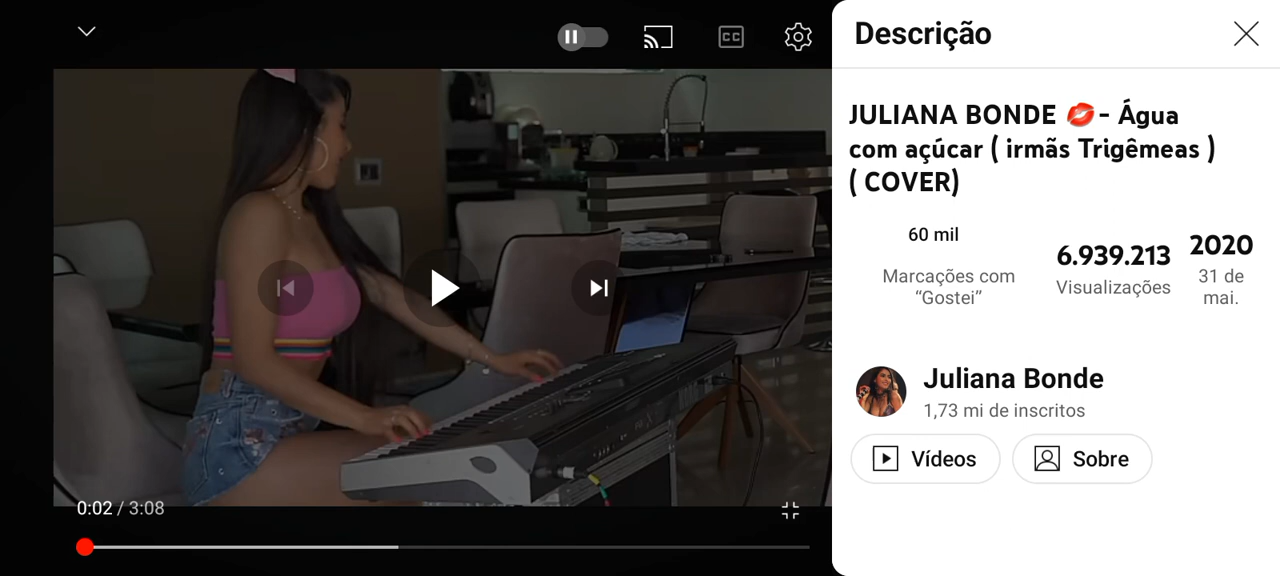 CC
0:02 / 3:08
Descrição
JULIANA BONDE 💋- Água
com açúcar ( irmãs Trigêmeas )
( COVER)
60 mil
Marcações com
“Gostei”
6.939.213
Visualizações
2020
31 de
mai.
Juliana Bonde
1,73 mi de inscritos
Vídeos
Sobre